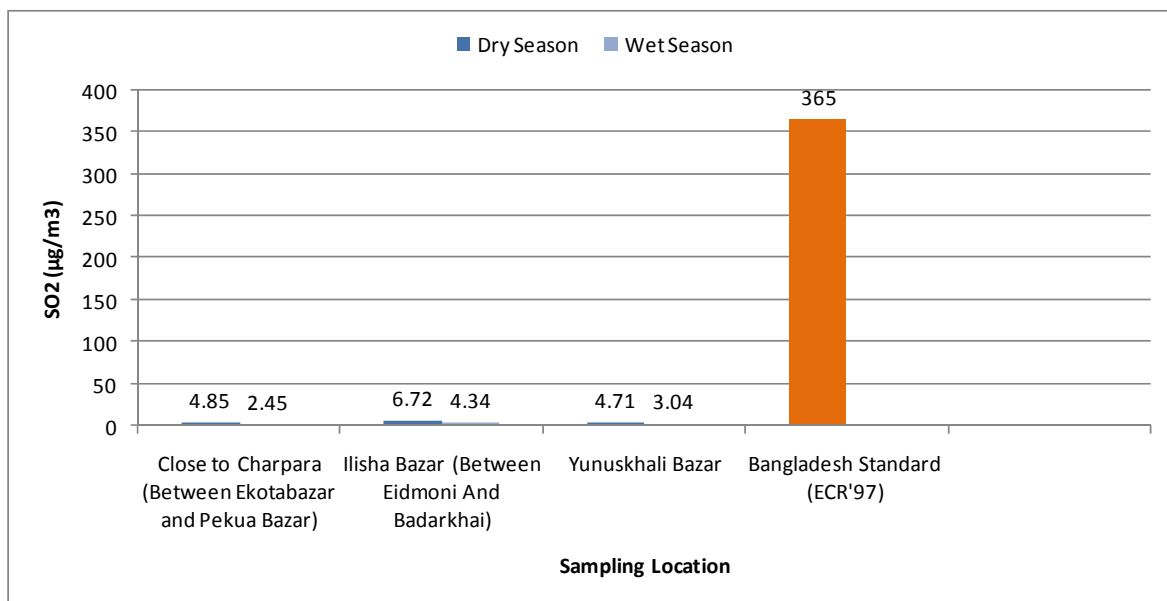 Dry Season Wet Season
400
350
300
250
200
150
100
50
0
SO2 (µg/m3)
4.85 2.45
6.72 4.34
4.71 3.04
365
Close to Charpara
(Between Ekotabazar
and Pekua Bazar)
Ilisha Bazar (Between
Eidmoni And
Badarkhai)
Yunuskhali Bazar
Bangladesh Standard
(ECR'97)
Sampling Location